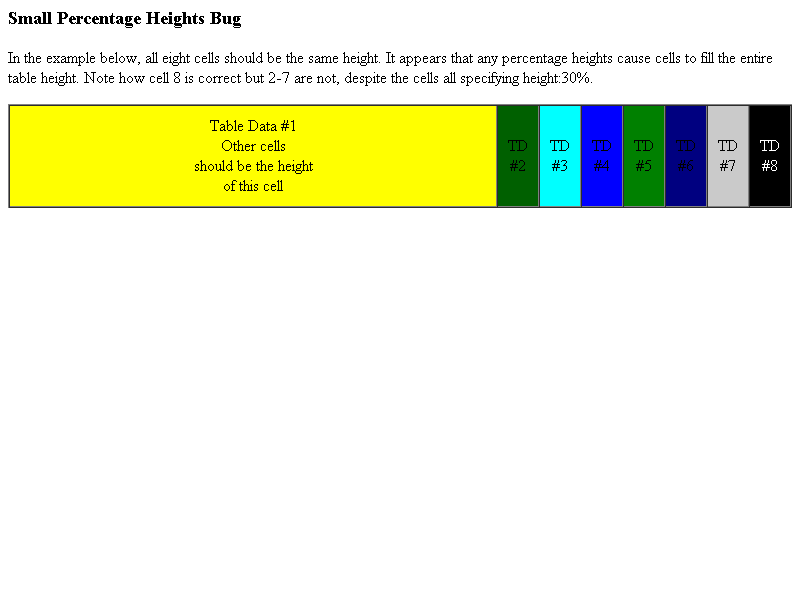 Small Percentage Heights Bug
In the example below, all eight cells should be the same height. It appears that any percentage heights cause cells to fill the entire
table height. Note how cell 8 is correct but 2-7 are not, despite the cells all specifying height:30%.
Table Data #1
Other cells
should be the height
of this cell
TD
#2
TD
#3
TD
#4
TD
#5
TD
#6
TD
#7
TD
#8